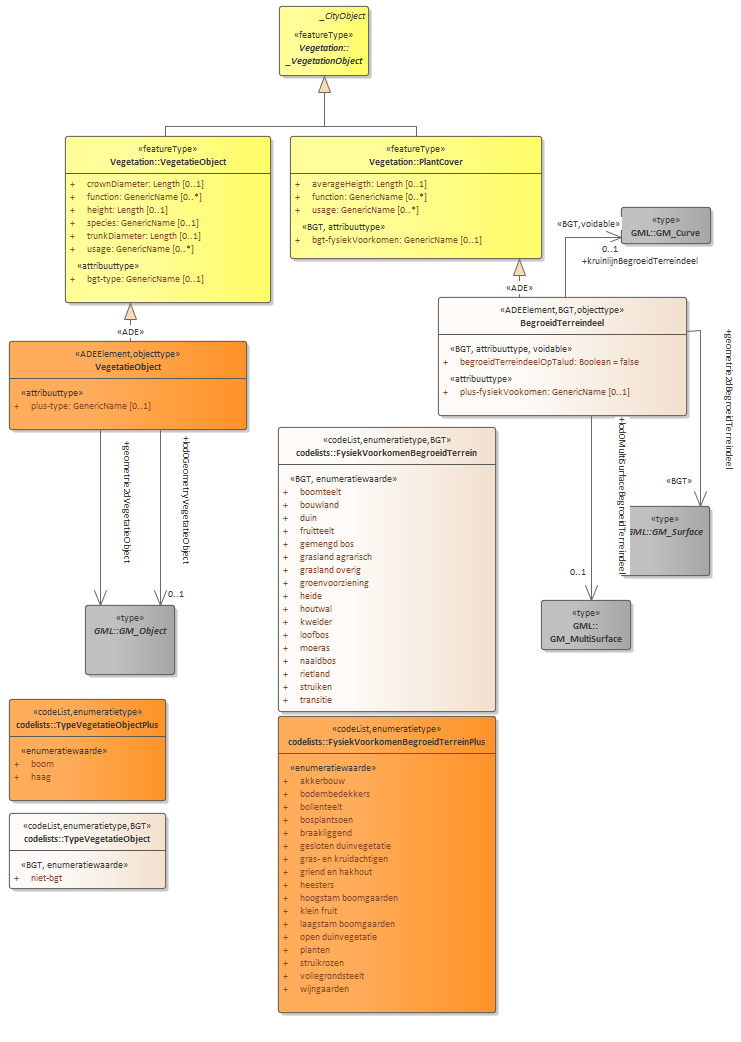 _CityObject
«featureType»
Vegetation::
_VegetationObject
«featureType»
Vegetation::VegetatieObject
+ crownDiameter: Length [0..1]
+ function: GenericName [0..*]
+ height: Length [0..1]
+ species: GenericName [0..1]
+ trunkDiameter: Length [0..1]
+ usage: GenericName [0..*]
«attribuuttype»
+ bgt-type: GenericName [0..1]
«featureType»
Vegetation::PlantCover
+ averageHeigth: Length [0..1]
+ function: GenericName [0..*]
+ usage: GenericName [0..*]
«BGT, attribuuttype»
+ bgt-fysiekVoorkomen: GenericName [0..1]
«BGT,voidable»
«type»
GML::GM_Curve
0..1
+kruinlijnBegroeidTerreindeel
«ADE»
«ADE»
«ADEElement,BGT,objecttype»
BegroeidTerreindeel
«BGT, attribuuttype, voidable»
+ begroeidTerreindeelOpTalud: Boolean = false
«attribuuttype»
+ plus-fysiekVookomen: GenericName [0..1]
«ADEElement,objecttype»
VegetatieObject
«attribuuttype»
+ plus-type: GenericName [0..1]
+geometrie2dVegetatieObject
+lod0GeometryVegetatieObject
0..1
«type»
GML::GM_Object
+geometrie2dBegroeidTerreindeel
«BGT»
+lod0MultiSurfaceBegroeidTerreindeel
0..1
«type»
GML::GM_Surface
«type»
GML::
GM_MultiSurface
«codeList,enumeratietype,BGT»
codelists::FysiekVoorkomenBegroeidTerrein
«BGT, enumeratiewaarde»
+ boomteelt
+ bouwland
+ duin
+ fruitteelt
+ gemengd bos
+ grasland agrarisch
+ grasland overig
+ groenvoorziening
+ heide
+ houtwal
+ kwelder
+ loofbos
+ moeras
+ naaldbos
+ rietland
+ struiken
+ transitie
«codeList,enumeratietype»
codelists::TypeVegetatieObjectPlus
«enumeratiewaarde»
+ boom
+ haag
«codeList,enumeratietype,BGT»
codelists::TypeVegetatieObject
«BGT, enumeratiewaarde»
+ niet-bgt
«codeList,enumeratietype»
codelists::FysiekVoorkomenBegroeidTerreinPlus
«enumeratiewaarde»
+ akkerbouw
+ bodembedekkers
+ bollenteelt
+ bosplantsoen
+ braakliggend
+ gesloten duinvegetatie
+ gras- en kruidachtigen
+ griend en hakhout
+ heesters
+ hoogstam boomgaarden
+ klein fruit
+ laagstam boomgaarden
+ open duinvegetatie
+ planten
+ struikrozen
+ vollegrondsteelt
+ wijngaarden